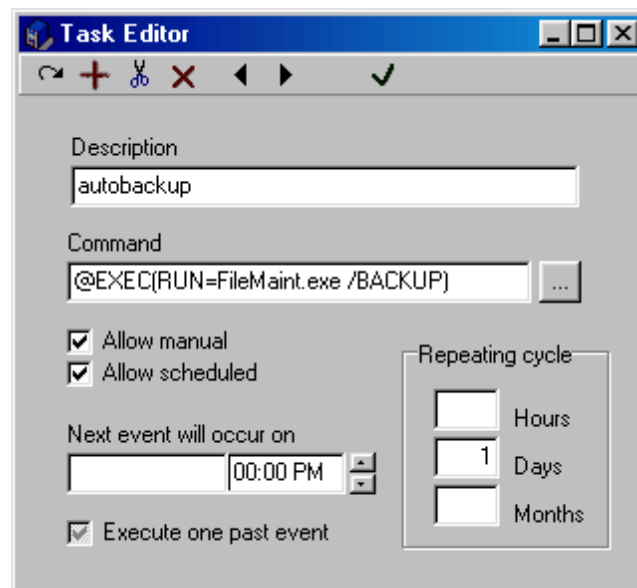 Task Editor
Description
autobackup
Command
@EXEC(RUN=FileMaint.exe /BACKUP)
...
Allow manual
Allow scheduled
Repeating cycle
Hours
Next event will occur on
00:00 PM
1 Days
Months
Execute one past event